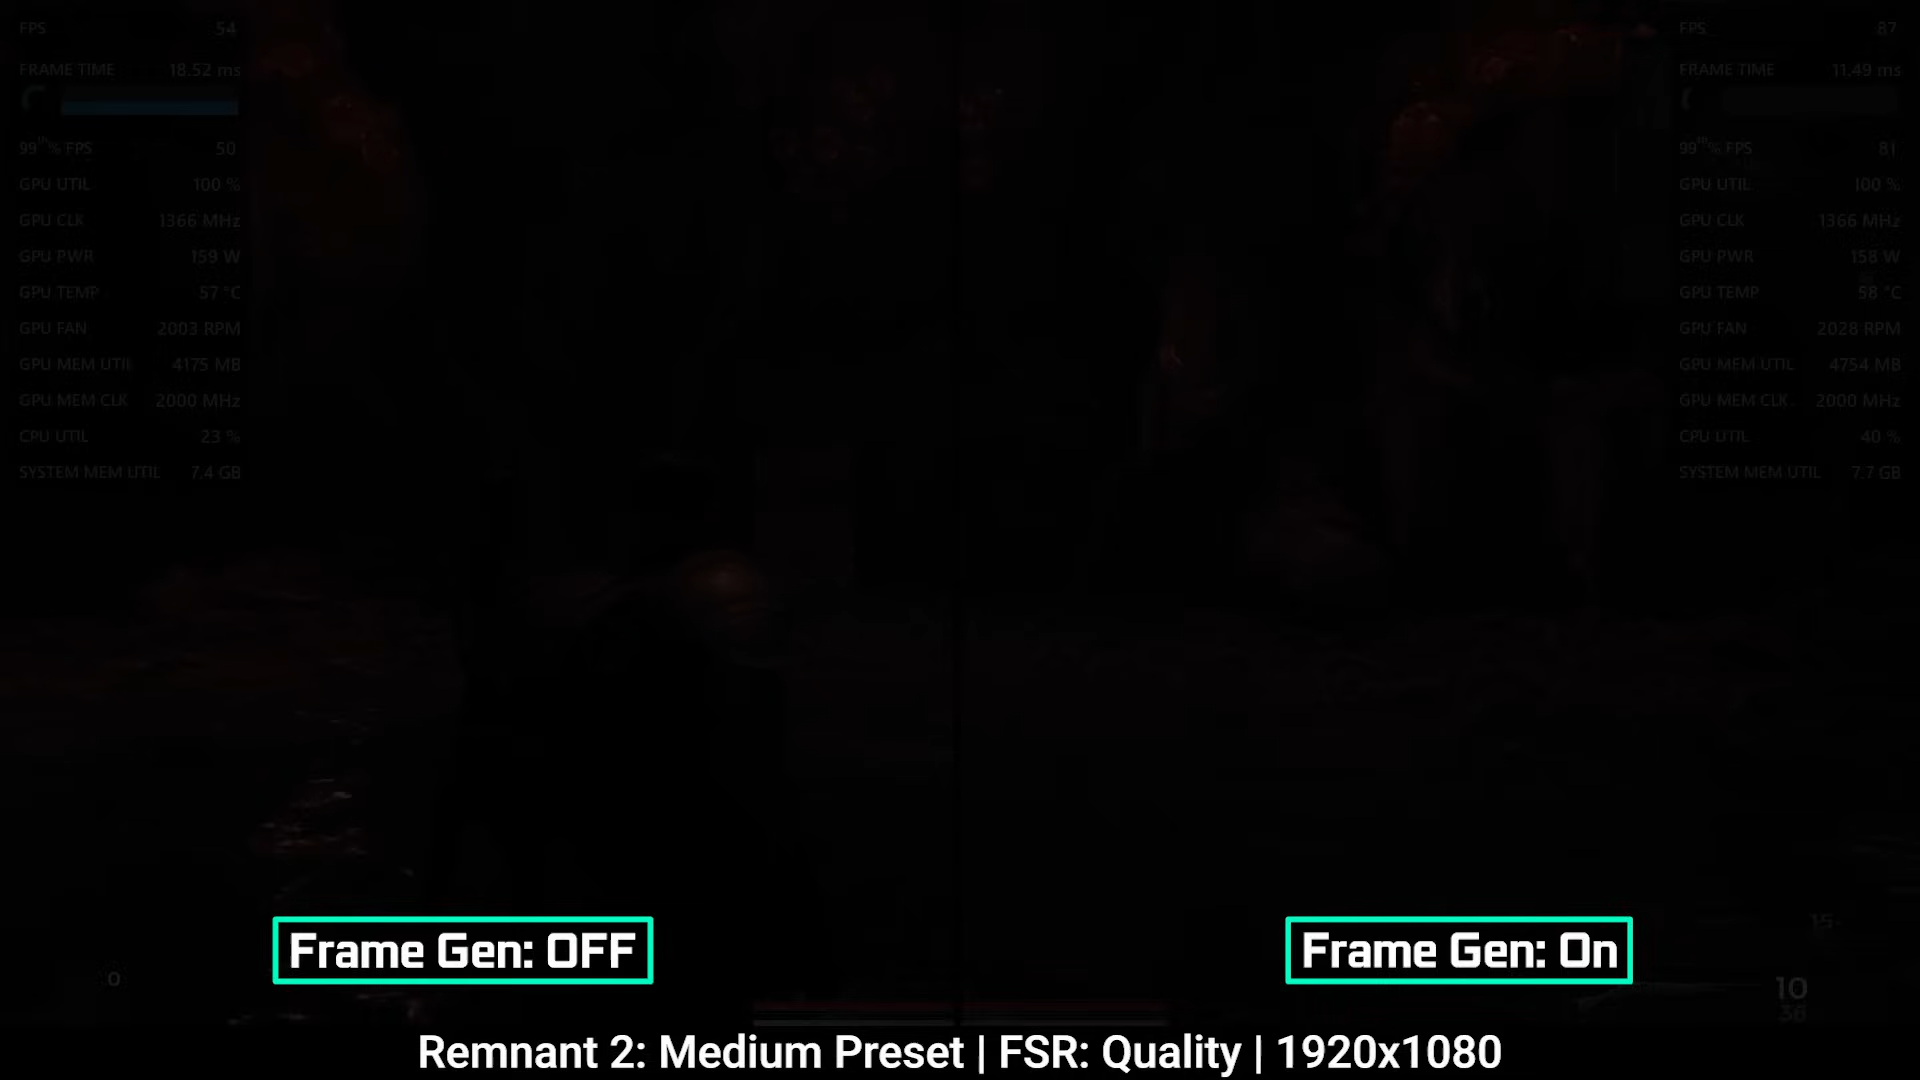 FPS 54
FRAME TIME 18.52 ms
99th% FPS 50
GPU UTIL 100 %
GPU CLK 1366 MHz
GPU PWR 159 W
GPU TEMP 57 °C
GPU FAN 2003 RPM
GPU MEM UTIL 4175 MB
GPU MEM CLK 2000 MHz
CPU UTIL 23 %
SYSTEM MEM UTIL 7.4 GB
FPS 87
FRAME TIME 11.49 ms
99th% FPS 81
GPU UTIL 100 %
GPU CLK 1366 MHz
GPU PWR 158 W
GPU TEMP 58 °C
GPU FAN 2028 RPM
GPU MEM UTIL 4754 MB
GPU MEM CLK 2000 MHz
CPU UTIL 40 %
SYSTEM MEM UTIL 7.7 GB
15
Frame Gen: OFF
Frame Gen: On
0
10
36
Remnant 2: Medium Preset | FSR: Quality | 1920x1080